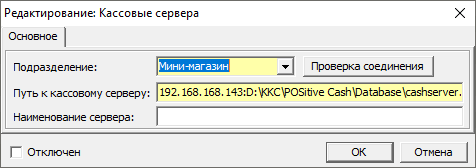 Редактирование: Кассовые сервера
Основное
Подразделение: Мини-магазин Проверка соединения
Путь к кассовому серверу: 192.168.168.143:D:\KKC\POSitive Cash\Database\cashserver.
Наименование сервера:
Отключен OK Отмена